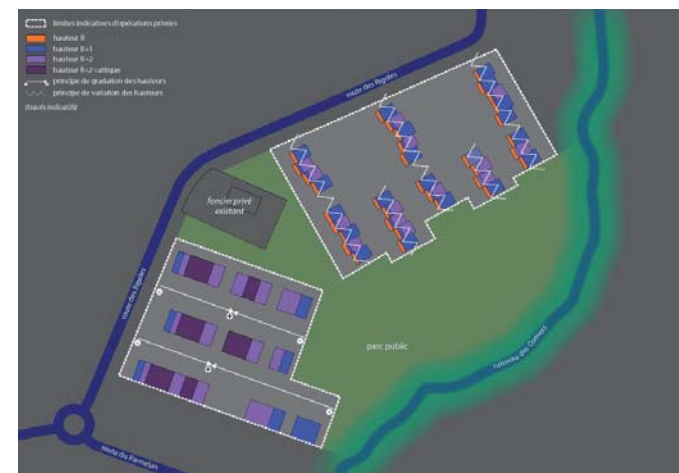 limites indicatives d'opérations privées
hauteur R
hauteur R+1
hauteur R+2
hauteur R+2+attique
principe de gradation des hauteurs
principe de variation des hauteurs
(tracés indicatifs)
route des Rigoles
foncier privé
existant
route des Rigoles
parc public
ruisseau des
route du Parmelan